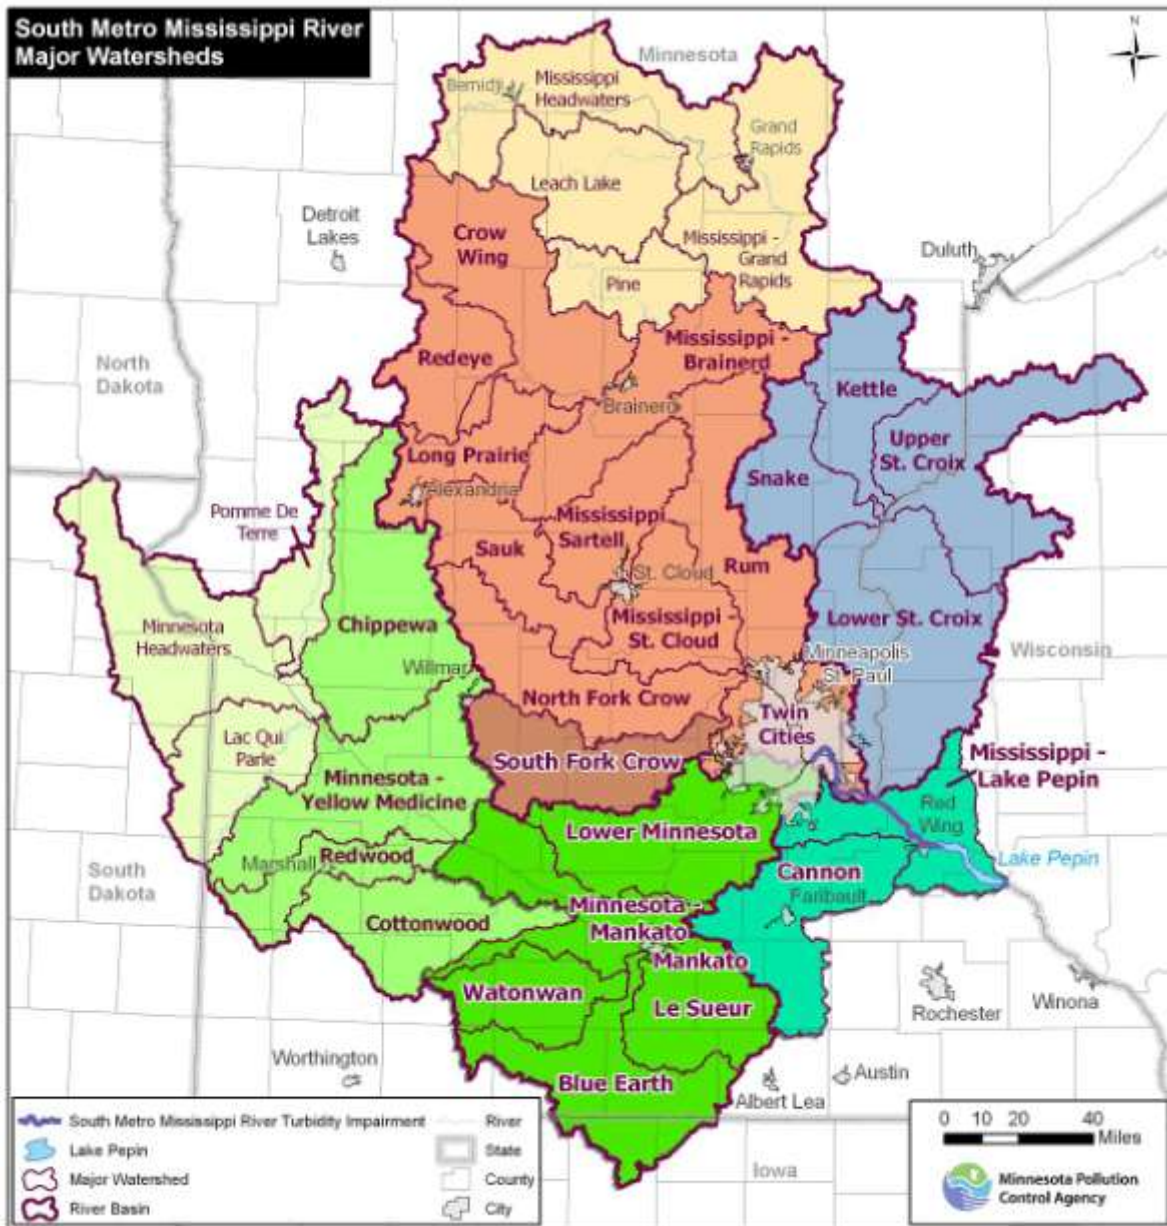 South Metro Mississippi River
Major Watersheds
N
Minnesota
Bemidji
Mississippi
Headwaters
Grand
Rapids
Leach Lake
Detroit
Lakes
Crow
Wing
Mississippi -
Grand
Rapids
Duluth
Pine
North
Dakota
Redeye
Mississippi -
Brainerd
Kettle
Brainerd
Upper
St. Croix
Long Prairie
Alexandria
Snake
Pomme De
Terre
Mississippi
Sartell
Sauk
St. Cloud
Rum
Minnesota
Headwaters
Chippewa
Mississippi -
St. Cloud
Lower St. Croix
Wisconsin
Willmar
Minneapolis
St. Paul
North Fork Crow
Twin
Cities
Lac Qui
Parle
South Fork Crow
Mississippi -
Lake Pepin
Minnesota -
Yellow Medicine
Red
Wing
Lower Minnesota
Lake Pepin
South
Dakota
Marshall
Redwood
Cannon
Faribault
Cottonwood
Minnesota -
Mankato
Mankato
Watonwan
Le Sueur
Rochester
Winona
Worthington
Blue Earth
Austin
Albert Lea
Iowa
South Metro Mississippi River Turbidity Impairment
Lake Pepin
Major Watershed
River Basin
River
State
County
City
0 10 20 40
Miles
Minnesota Pollution
Control Agency